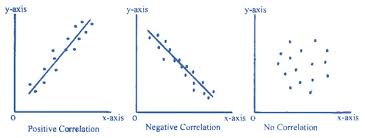 y-axis
y-axis
y-axis
O
x-axis
O
x-axis
O
x-axis
Positive Correlation
Negative Correlation
No Correlation